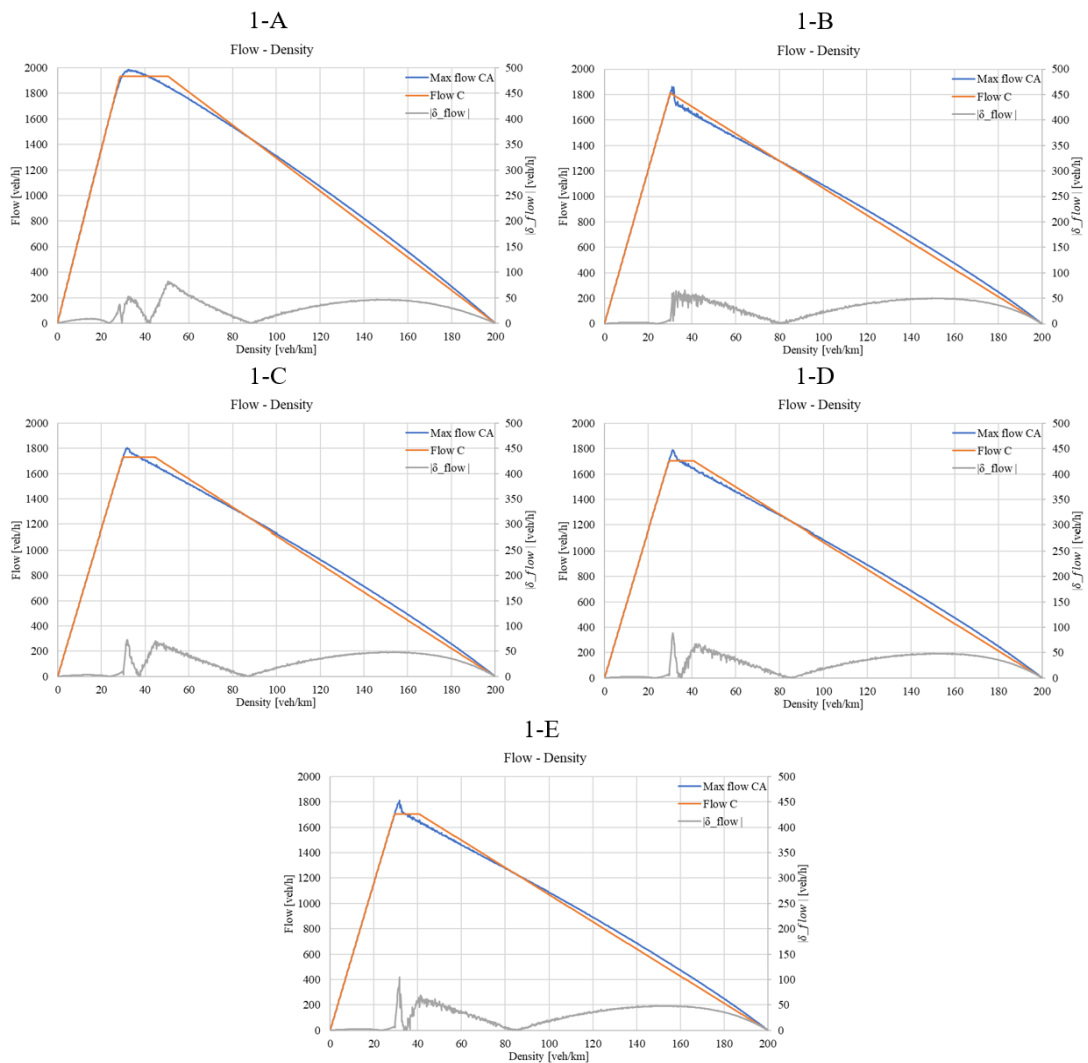 1-A
Flow - Density
2000
1800
1600
1400
1200
1000
800
600
400
200
0
Flow [veh/h]
500
450
400
350
300
250
200
150
100
50
0
|δ_flow | [veh/h]
Max flow CA
Flow C
|δ_flow |
0 20 40 60 80 100 120 140 160 180 200
Density [veh/km]
1-B
Flow - Density
2000
1800
1600
1400
1200
1000
800
600
400
200
0
Flow [veh/h]
500
450
400
350
300
250
200
150
100
50
0
|δ_flow | [veh/h]
Max flow CA
Flow C
|δ_flow |
0 20 40 60 80 100 120 140 160 180 200
Density [veh/km]
1-C
Flow - Density
2000
1800
1600
1400
1200
1000
800
600
400
200
0
Flow [veh/h]
500
450
400
350
300
250
200
150
100
50
0
|δ_flow | [veh/h]
Max flow CA
Flow C
|δ_flow |
0 20 40 60 80 100 120 140 160 180 200
Density [veh/km]
1-D
Flow - Density
2000
1800
1600
1400
1200
1000
800
600
400
200
0
Flow [veh/h]
500
450
400
350
300
250
200
150
100
50
0
|δ_flow | [veh/h]
Max flow CA
Flow C
|δ_flow |
0 20 40 60 80 100 120 140 160 180 200
Density [veh/km]
1-E
Flow - Density
2000
1800
1600
1400
1200
1000
800
600
400
200
0
Flow [veh/h]
500
450
400
350
300
250
200
150
100
50
0
|δ_flow | [veh/h]
Max flow CA
Flow C
|δ_flow |
0 20 40 60 80 100 120 140 160 180 200
Density [veh/km]